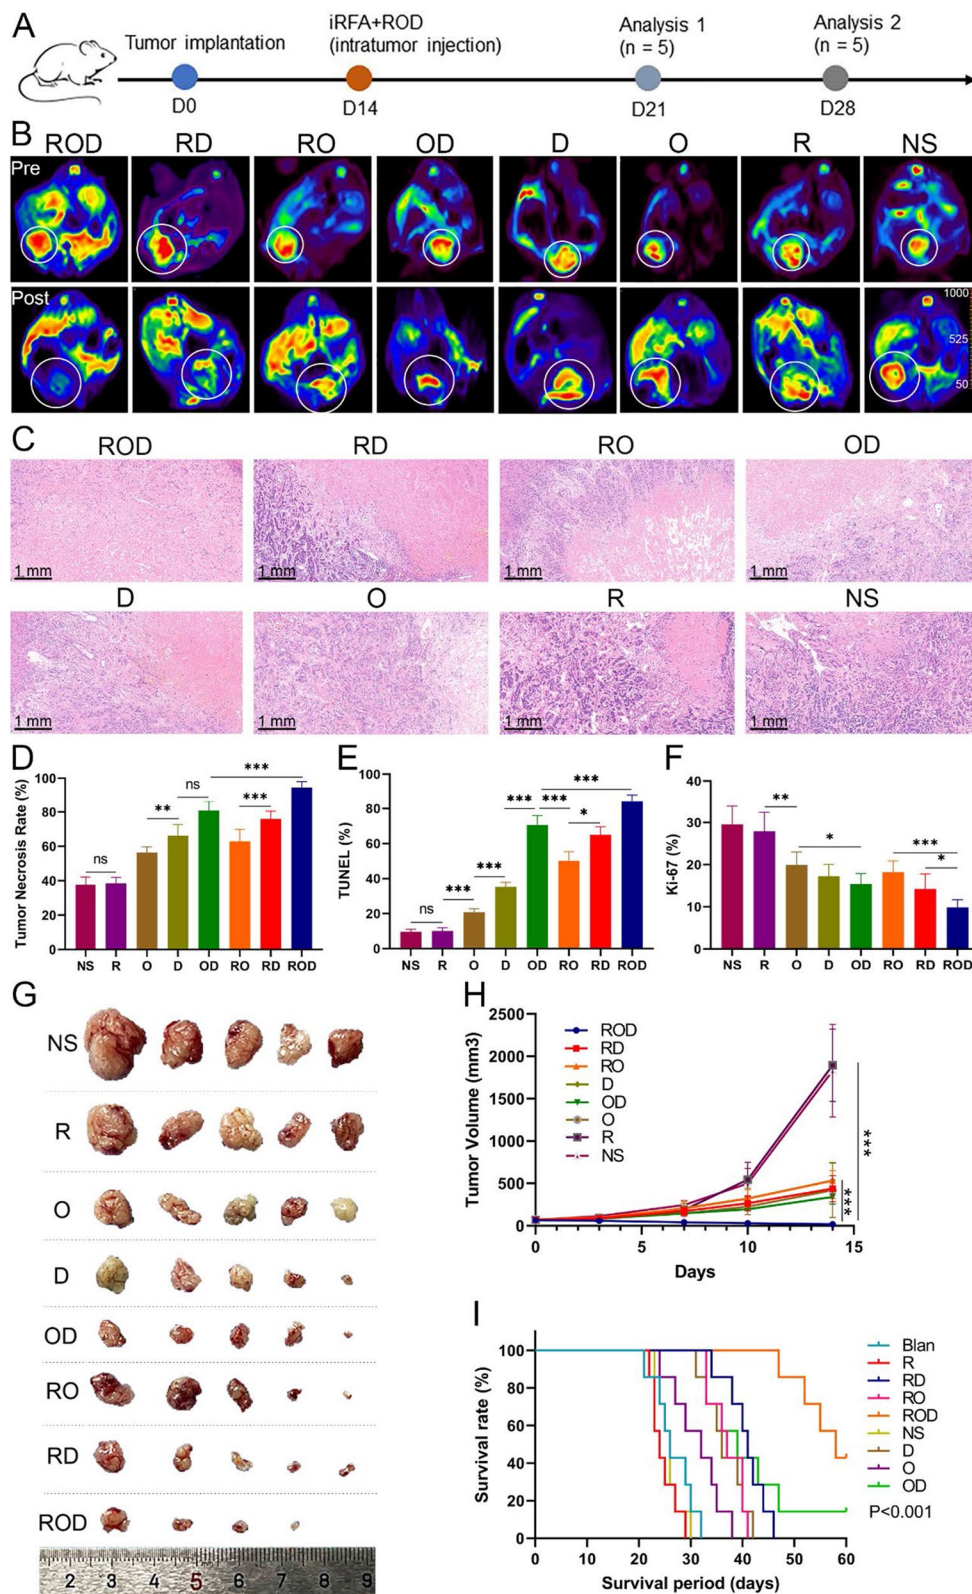 A
Tumor implantation
iRFA+ROD
(intratumor injection)
Analysis 1
(n = 5)
Analysis 2
(n = 5)
D0
D14
D21
D28
B
ROD RD RO OD D O R NS
Pre
Post
1000
525
50
C
ROD RD RO OD
1 mm 1 mm 1 mm 1 mm
D O R NS
1 mm 1 mm 1 mm 1 mm
D
Tumor Necrosis Rate (%)
100
80
60
40
20
0
ns
**
ns
***
***
NS R O D OD RO RD ROD
E
TUNEL (%)
100
80
60
40
20
0
ns
***
***
***
***
***
*
NS R O D OD RO RD ROD
F
Ki-67 (%)
40
30
20
10
0
**
*
***
*
NS R O D OD RO RD ROD
G
NS
R
O
D
OD
RO
RD
ROD
2 3 4 5 6 7 8 9
H
Tumor Volume (mm3)
2500
2000
1500
1000
500
0
ROD
RD
RO
D
OD
O
R
NS
***
***
0 5 10 15
Days
I
Survival rate (%)
100
80
60
40
20
0
0 10 20 30 40 50 60
Survival period (days)
Blan
R
RD
RO
ROD
NS
D
O
OD
P<0.001